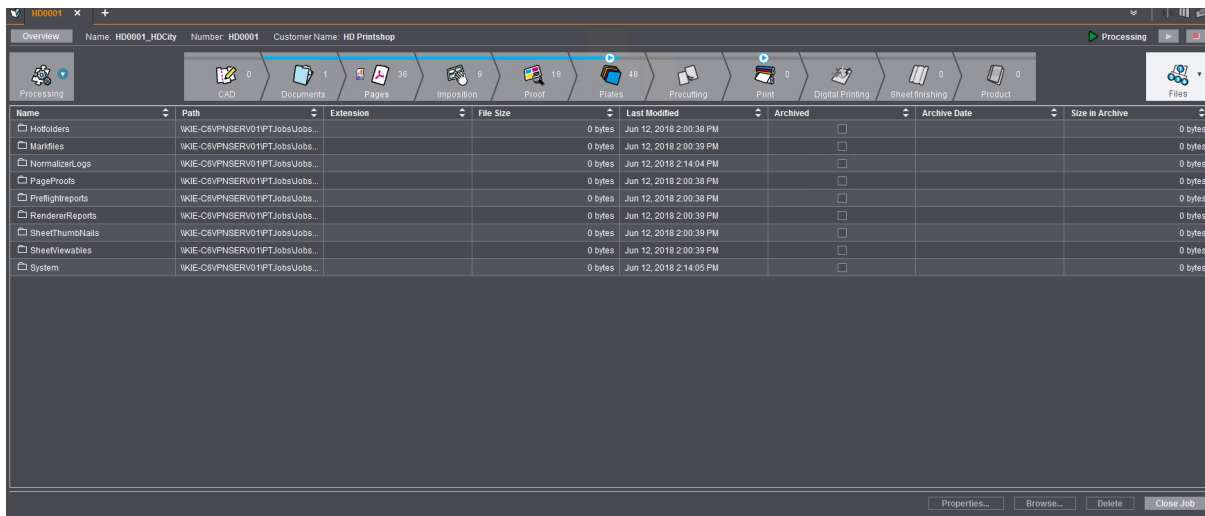 HD0001 × +
Overview Name: HD0001_HDCity Number: HD0001 Customer Name: HD Printshop Processing
0 1 36 9 18 48 0 0 0
Processing CAD Documents Pages Imposition Proof Plates Precutting Print Digital Printing Sheet finishing Product Files
Name Path Extension File Size Last Modified Archived Archive Date Size in Archive
Hotfolders \\KIE-C6VPNSERV01\PTJobs\Jobs... 0 bytes Jun 12, 2018 2:00:38 PM 0 bytes
Markfiles \\KIE-C6VPNSERV01\PTJobs\Jobs... 0 bytes Jun 12, 2018 2:00:39 PM 0 bytes
NormalizerLogs \\KIE-C6VPNSERV01\PTJobs\Jobs... 0 bytes Jun 12, 2018 2:14:04 PM 0 bytes
PageProofs \\KIE-C6VPNSERV01\PTJobs\Jobs... 0 bytes Jun 12, 2018 2:00:38 PM 0 bytes
Preflightreports \\KIE-C6VPNSERV01\PTJobs\Jobs... 0 bytes Jun 12, 2018 2:00:38 PM 0 bytes
RendererReports \\KIE-C6VPNSERV01\PTJobs\Jobs... 0 bytes Jun 12, 2018 2:00:39 PM 0 bytes
SheetThumbNails \\KIE-C6VPNSERV01\PTJobs\Jobs... 0 bytes Jun 12, 2018 2:00:39 PM 0 bytes
SheetViewables \\KIE-C6VPNSERV01\PTJobs\Jobs... 0 bytes Jun 12, 2018 2:00:39 PM 0 bytes
System \\KIE-C6VPNSERV01\PTJobs\Jobs... 0 bytes Jun 12, 2018 2:14:05 PM 0 bytes
Properties... Browse... Delete Close Job